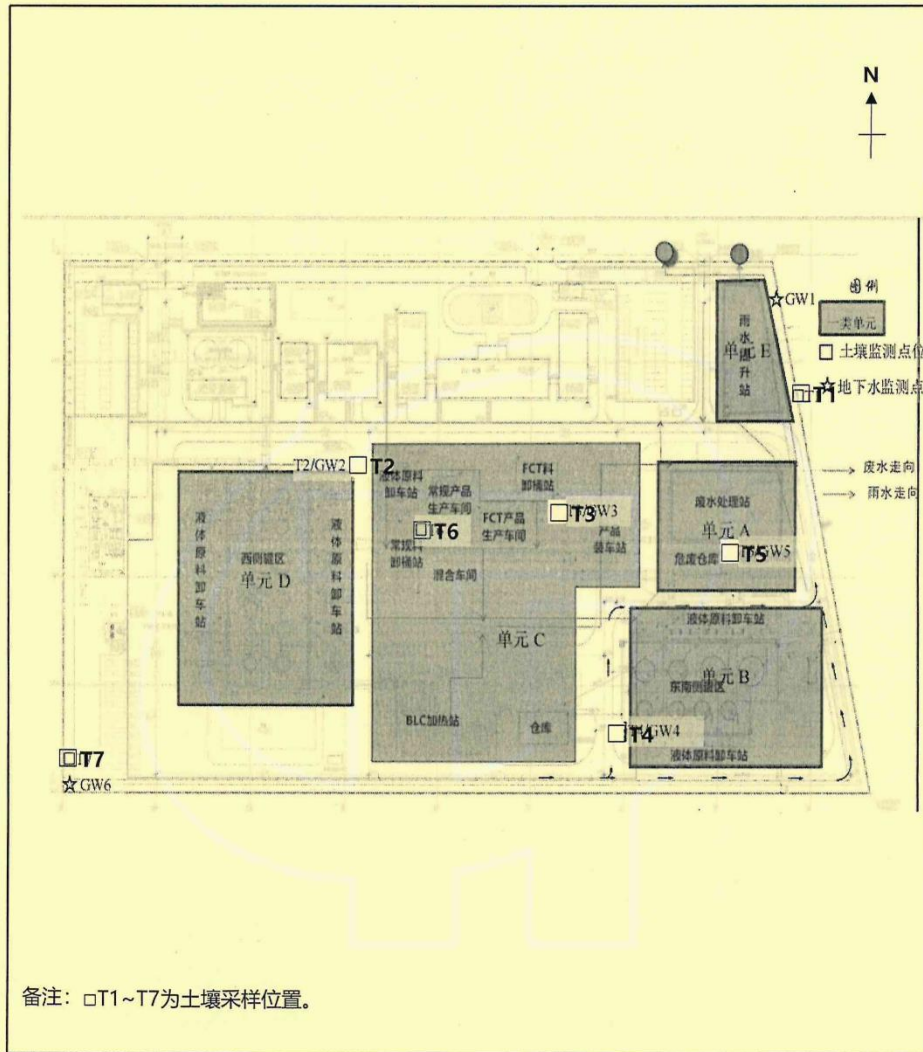 N
图例
GW1
一类单元
雨水提升站
单元E
土壤监测点位
T1
地下水监测点
T2/GW2
T2
液体原料
卸车站
常规产品
生产车间
FCT料
卸桶站
FCT产品
生产车间
T3
GW3
产品
装车站
废水处理站
单元A
废水走向
雨水走向
T6
常规料
卸桶站
混合车间
危废仓库
T5
GW5
液体原料卸车站
西侧罐区
单元D
液体原料卸车站
液体原料卸车站
单元C
单元B
东南侧罐区
BLC加热站
仓库
T4
GW4
液体原料卸车站
T7
GW6
备注：□T1~T7为土壤采样位置。